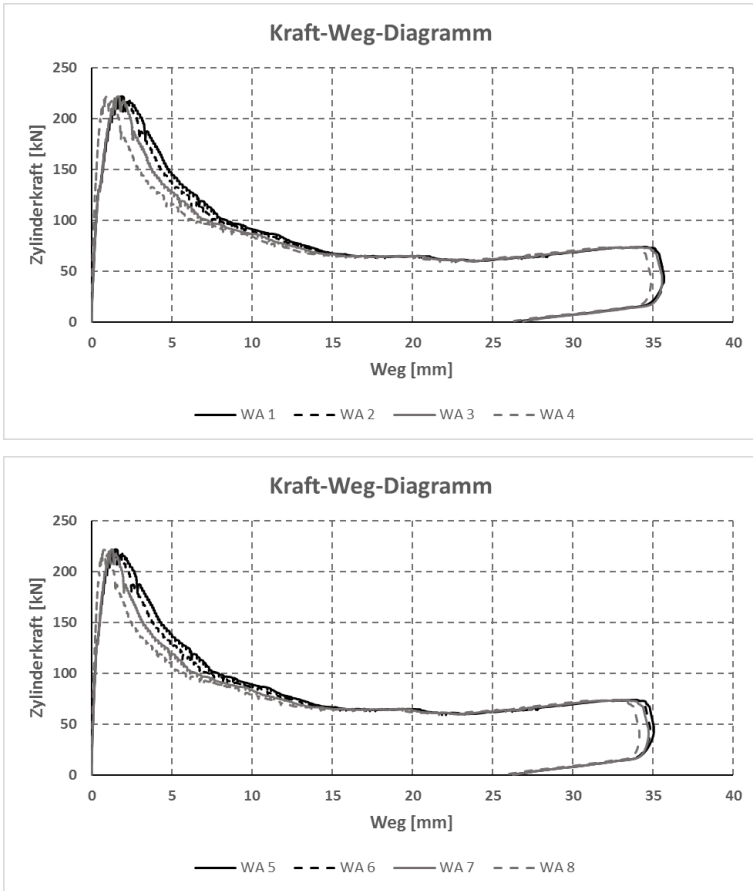 Kraft-Weg-Diagramm
250
200
150
100
50
0
Zylinderkraft [kN]
0 5 10 15 20 25 30 35 40
Weg [mm]
WA 1 WA 2 WA 3 WA 4
Kraft-Weg-Diagramm
250
200
150
100
50
0
Zylinderkraft [kN]
0 5 10 15 20 25 30 35 40
Weg [mm]
WA 5 WA 6 WA 7 WA 8